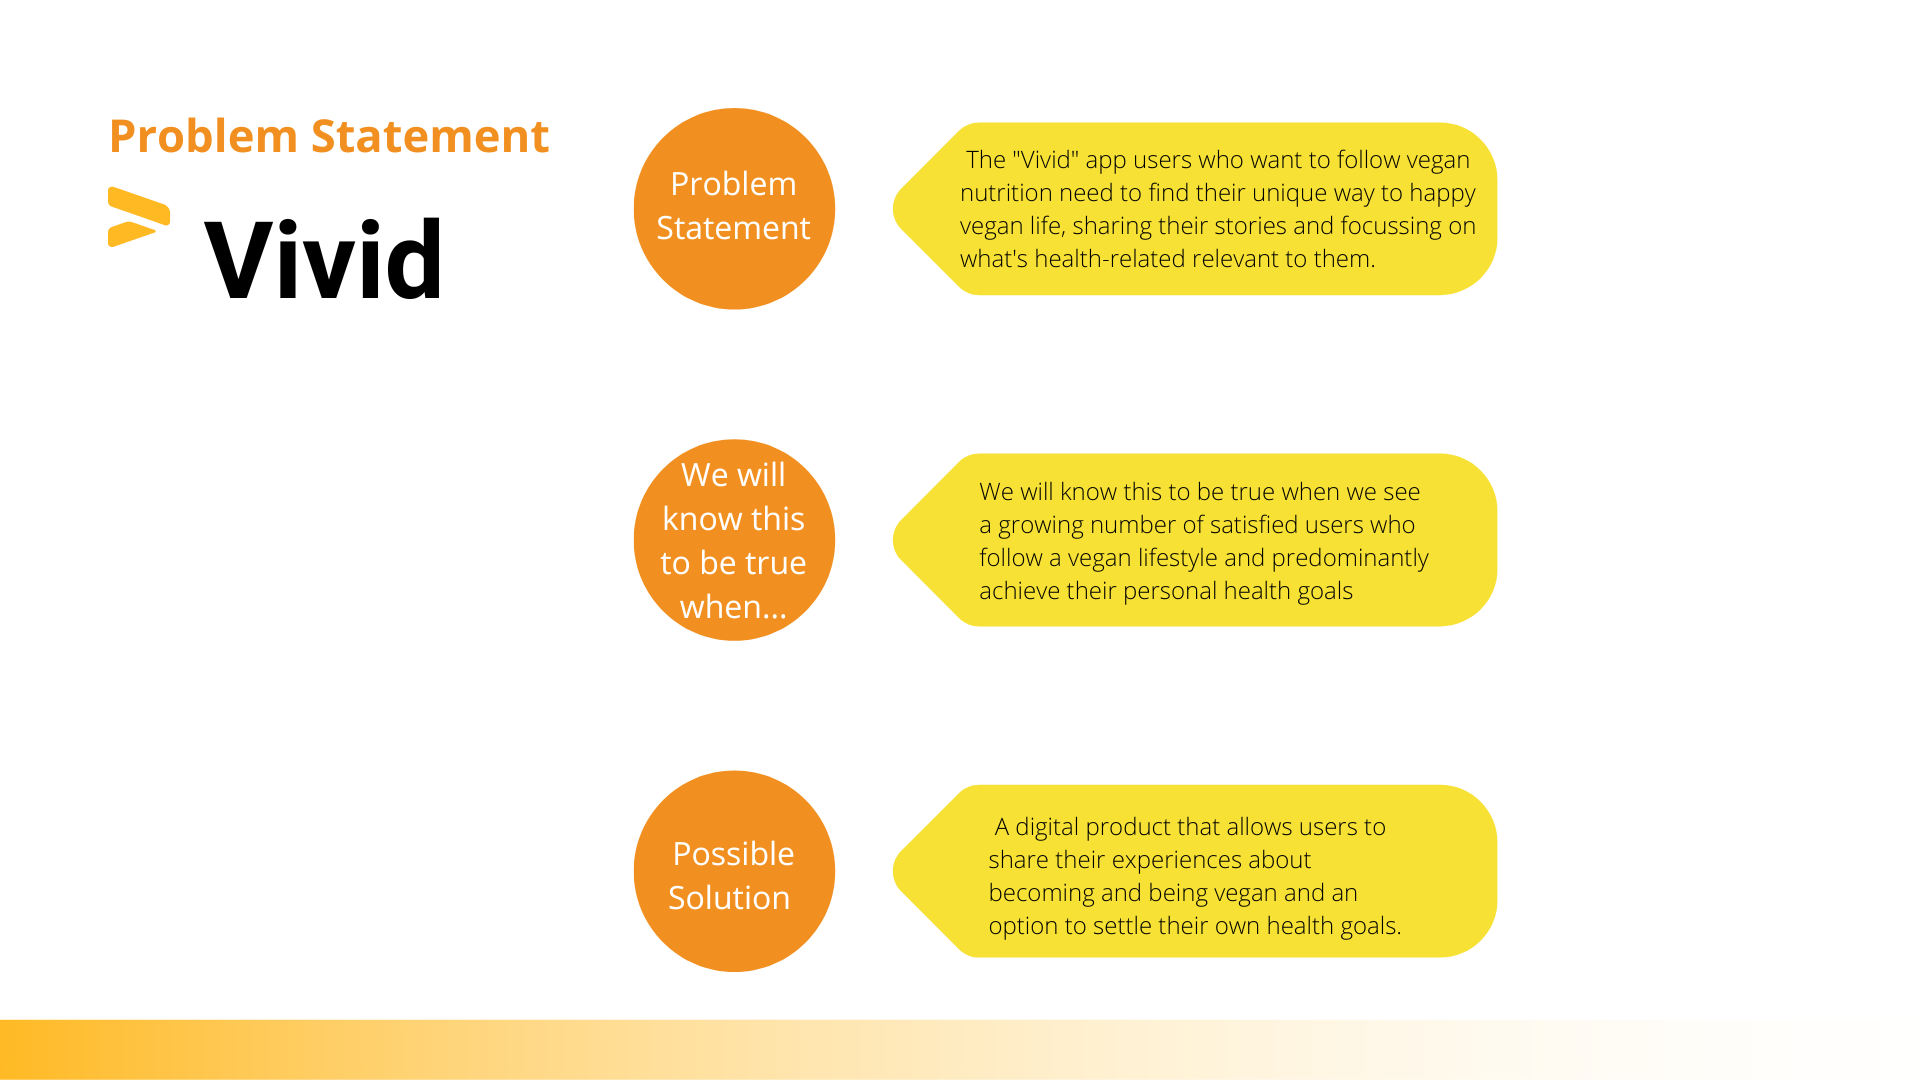 Problem Statement
Vivid
Problem
Statement
The "Vivid" app users who want to follow vegan
nutrition need to find their unique way to happy
vegan life, sharing their stories and focussing on
what's health-related relevant to them.
We will
know this
to be true
when...
We will know this to be true when we see
a growing number of satisfied users who
follow a vegan lifestyle and predominantly
achieve their personal health goals
Possible
Solution
A digital product that allows users to
share their experiences about
becoming and being vegan and an
option to settle their own health goals.